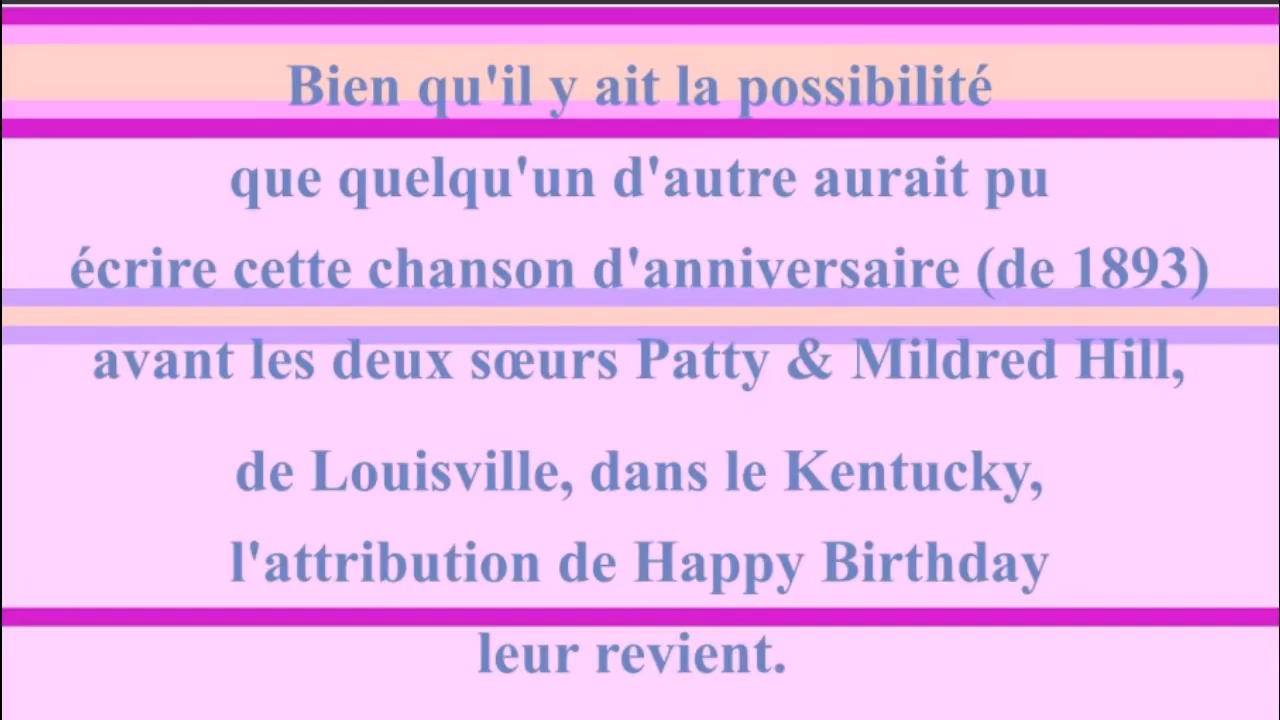 Bien qu'il y ait la possibilité
que quelqu'un d'autre aurait pu
écrire cette chanson d'anniversaire (de 1893)
avant les deux sœurs Patty & Mildred Hill,
de Louisville, dans le Kentucky,
l'attribution de Happy Birthday
leur revient.